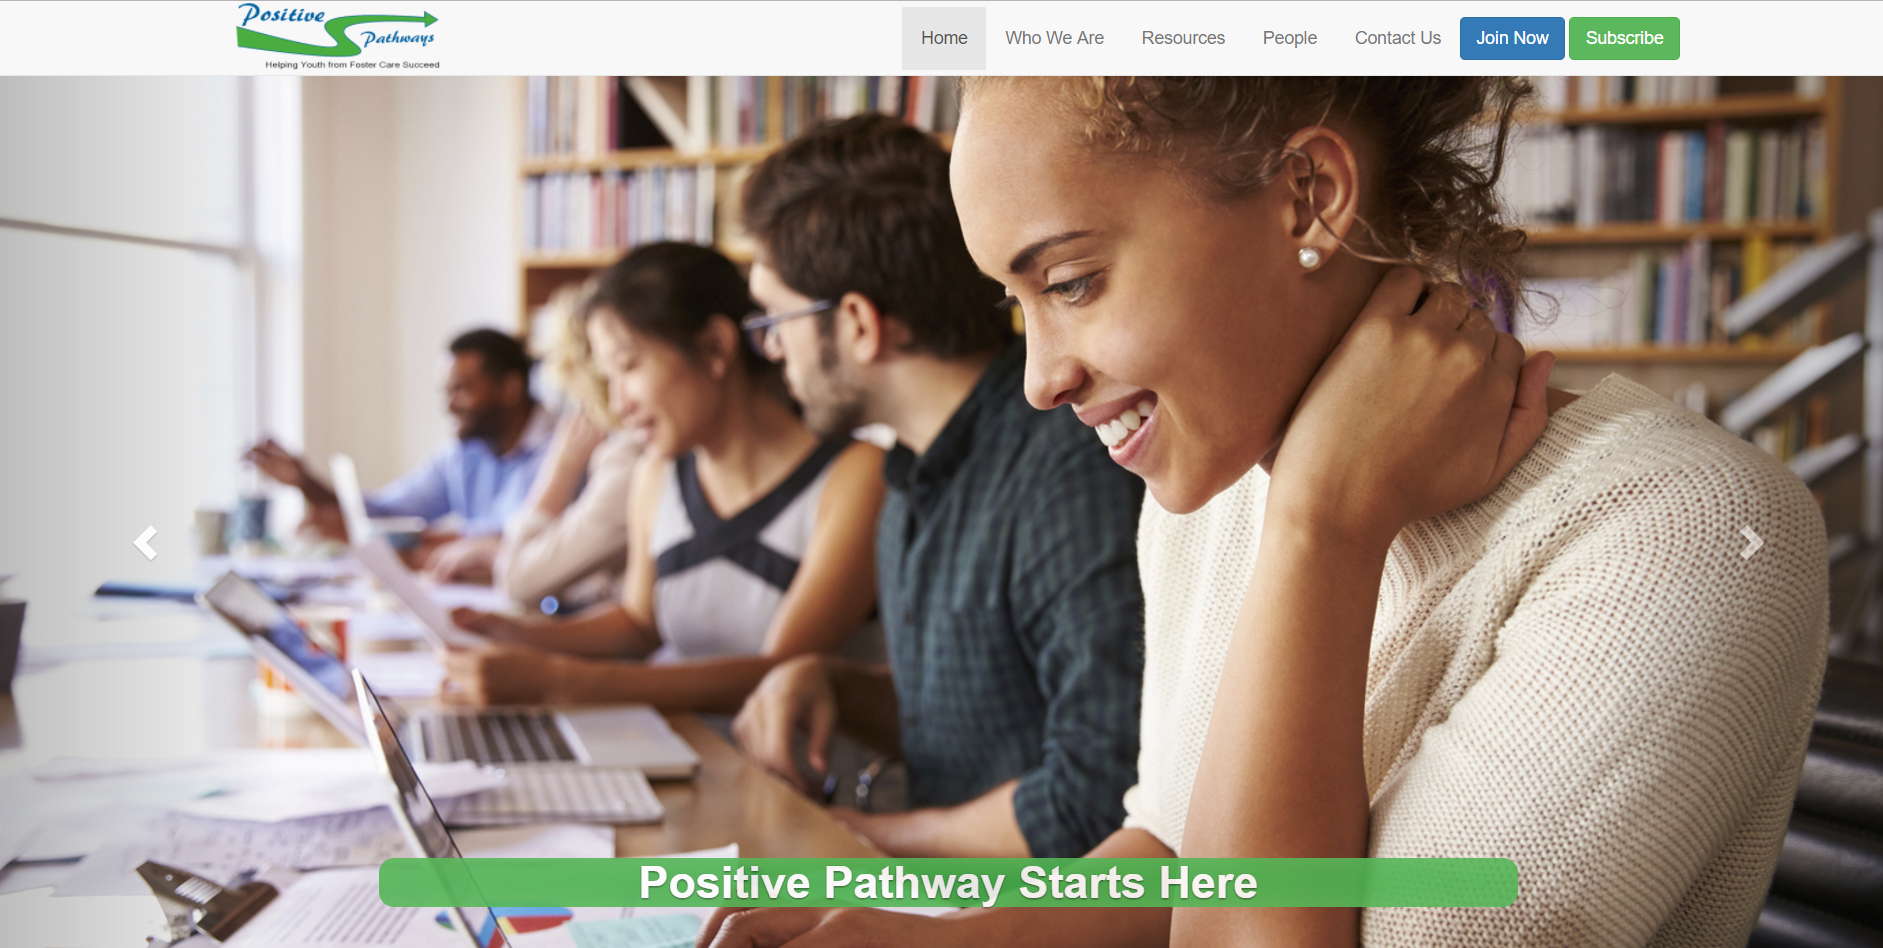 Positive
Pathways
Helping Youth from Foster Care Succeed
Home Who We Are Resources People Contact Us Join Now Subscribe
Positive Pathway Starts Here